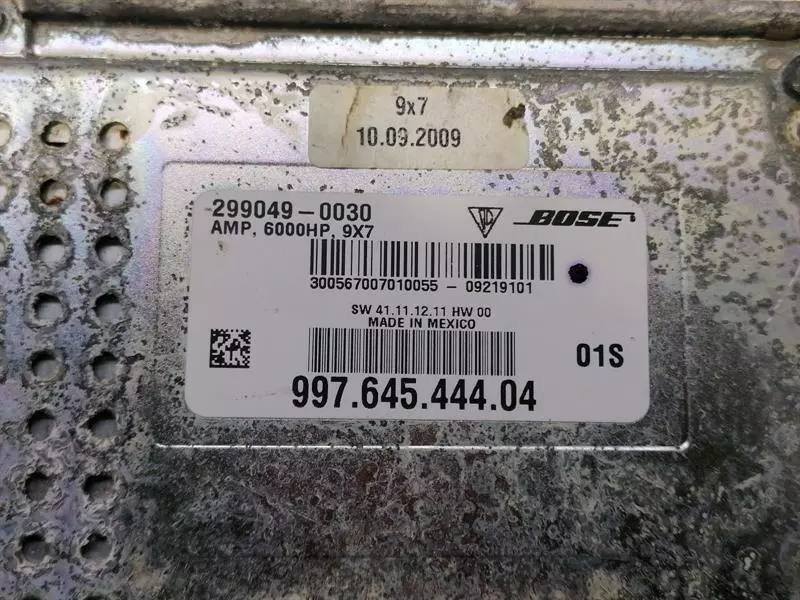 9x7
10.09.2009
299049-0030
BOSE
AMP, 6000HP, 9X7
300567007010055 - 09219101
SW 41.11.12.11 HW 00
MADE IN MEXICO
01S
997.645.444.04